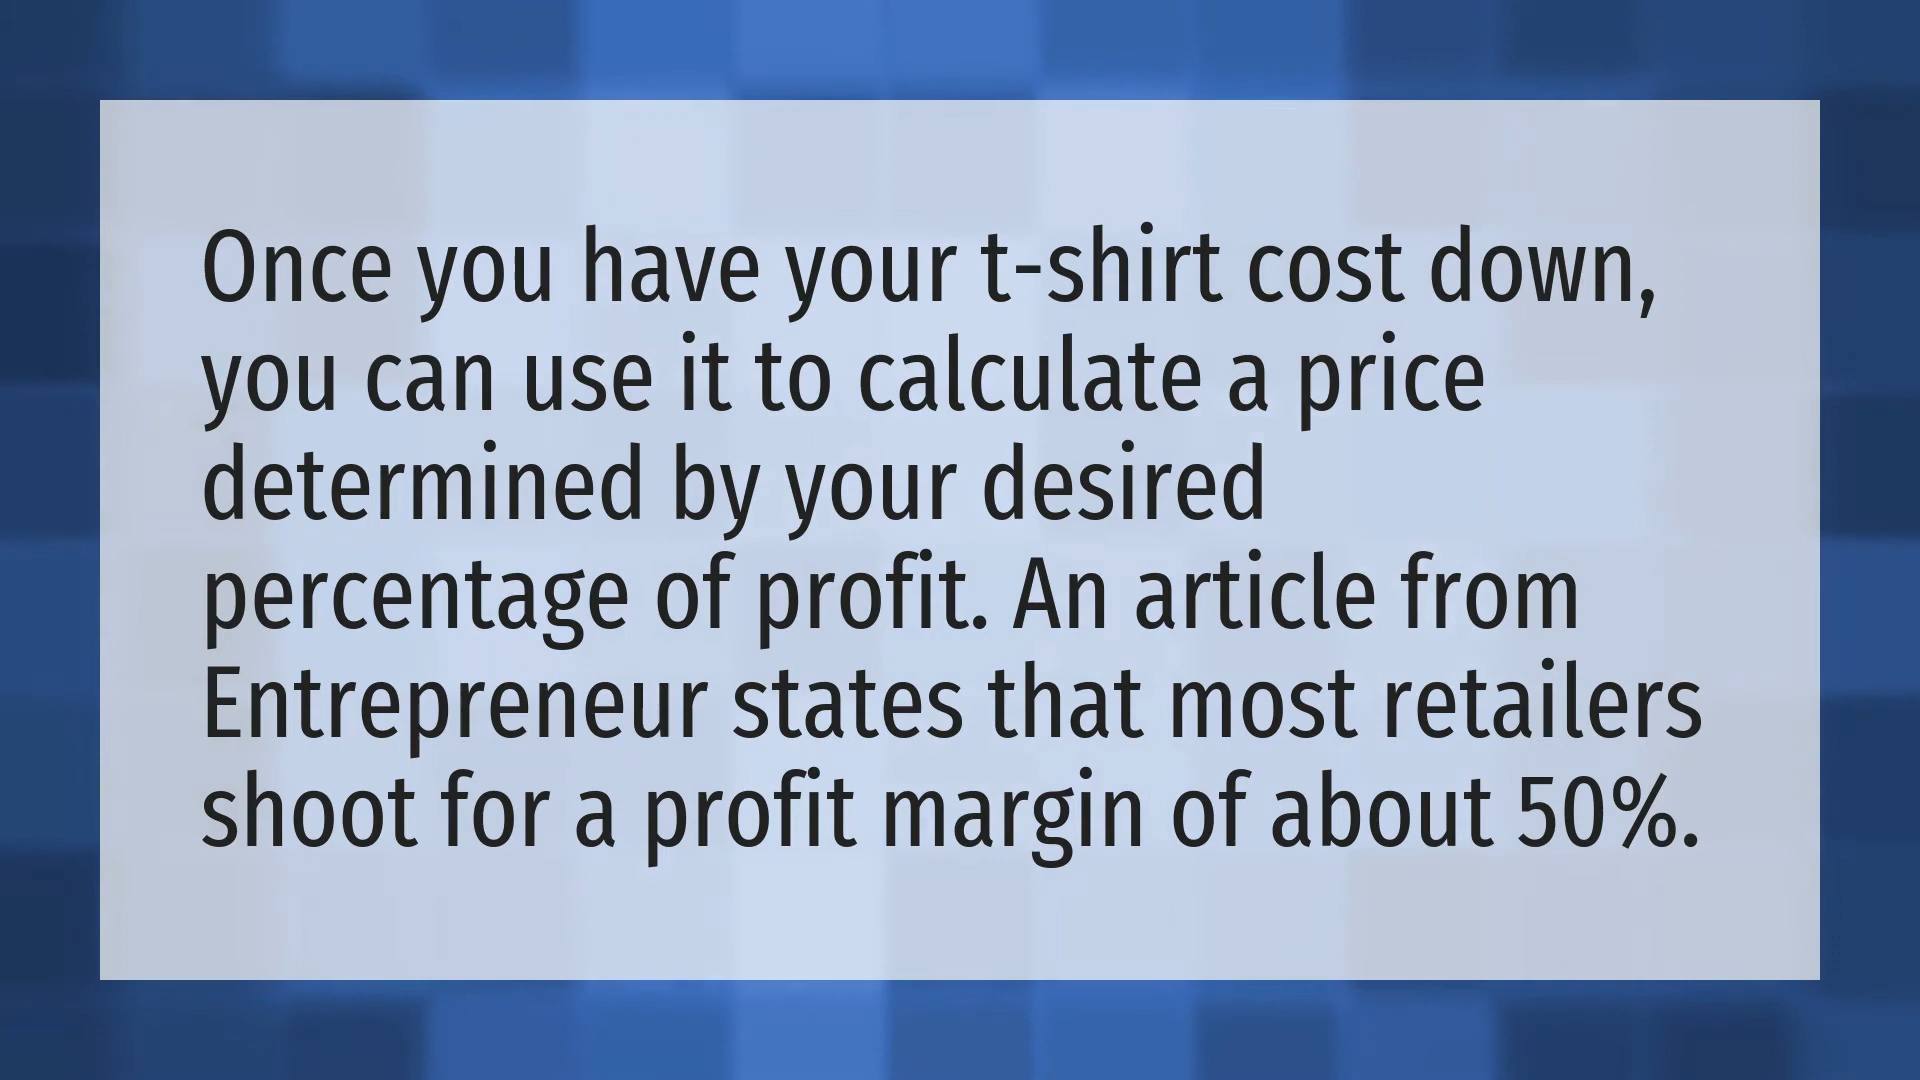 Once you have your t-shirt cost down,
you can use it to calculate a price
determined by your desired
percentage of profit. An article from
Entrepreneur states that most retailers
shoot for a profit margin of about 50%.